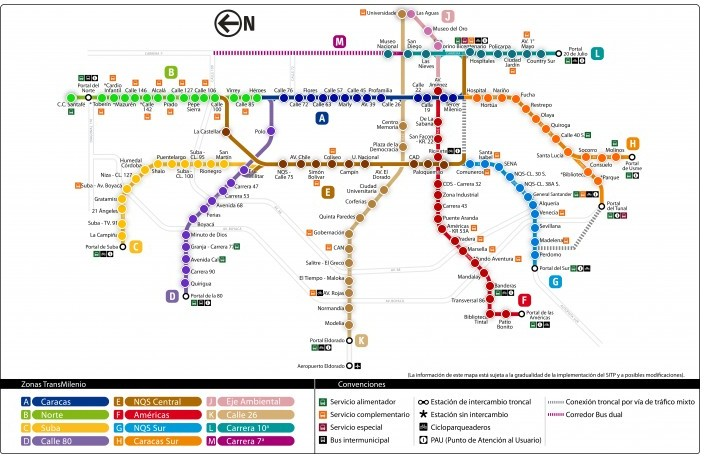 N
Universidades
Las Aguas
J
Museo del Oro
M
Museo
Nacional
San
Diego
Las
Nieves
Bicentenario
Policarpa
AV. 1°
Mayo
Hospitales
Ciudad
Jardín
Country Sur
Portal
20 de Julio
L
Portal
del Norte
B
C.C. Santafé
*Toberín
*Cardio
Infantil
*Mazurén
Calle 146
*Calle
142
Alcalá
Prado
Calle 127
Pepe
Sierra
Calle 106
Calle
100
Virrey
Calle 85
Héroes
Calle 76
Calle 72
Flores
Calle 63
Calle 57
Marly
Calle 45
AV. 39
Profamilia
Calle 26
Calle
22
Calle
19
Tercer
Milenio
A
Hospital
Hortúa
Nariño
Fucha
Restrepo
Olaya
Quiroga
Calle 40 S
Santa Lucía
Socorro
Consuelo
Molinos
H
Portal
de Usme
*Biblioteca
*Parque
Portal
del Tunal
La Castellana
Polo
Suba -
CL. 95
San
Martín
Puentelargo
Humedal
Córdoba
Shaio
Suba -
CL. 100
Rionegro
Niza - CL. 127
Suba - Av. Boyacá
Gratamira
21 Ángeles
Suba - TV. 91
La Campiña
Portal de Suba
C
Carrera 47
Carrera 53
Avenida 68
Ferias
Boyacá
Minuto de Dios
Granja - Carrera 77
Avenida Cali
Carrera 90
Quirigua
D
Portal de la 80
NQS -
Calle 75
AV. Chile
Simón
Bolívar
Coliseo
Campín
U. Nacional
AV. El
Dorado
CAD
Paloquemao
E
Centro
Memoria
Plaza de la
Democracia
Ciudad
Universitaria
Corferias
Quinta Paredes
Gobernación
CAN
Salitre - El Greco
El Tiempo - Maloka
AV. Rojas
Normandía
Modelia
Portal Eldorado
K
Aeropuerto Eldorado
De La
Sabana
San Facon
- KR. 22
Ricaurte
Comuneros
Santa
Isabel
SENA
NQS-CL. 30 S.
NQS-CL. 38A S.
General Santander
Alquería
Venecia
Sevillana
Madelena
Perdomo
Portal del Sur
G
CDS - Carrera 32
Zona Industrial
Carrera 43
Puente Aranda
Américas
- KR 53A
Pradera
Marsella
Mundo Aventura
Mandalay
Banderas
Transversal 86
Biblioteca
Tintal
Patio
Bonito
F
Portal de las
Américas
(La información de este mapa está sujeta a la gradualidad de la implementación del SITP y a posibles modificaciones).
Zonas TransMilenio
A Caracas
B Norte
C Suba
D Calle 80
E NQS Central
F Américas
G NQS Sur
H Caracas Sur
J Eje Ambiental
K Calle 26
L Carrera 10ª
M Carrera 7ª
Convenciones
Servicio alimentador
Servicio complementario
Servicio especial
Bus intermunicipal
Estación de intercambio troncal
Estación sin intercambio
Cicloparqueaderos
PAU (Punto de Atención al Usuario)
Conexión troncal por vía de tráfico mixto
Corredor Bus dual